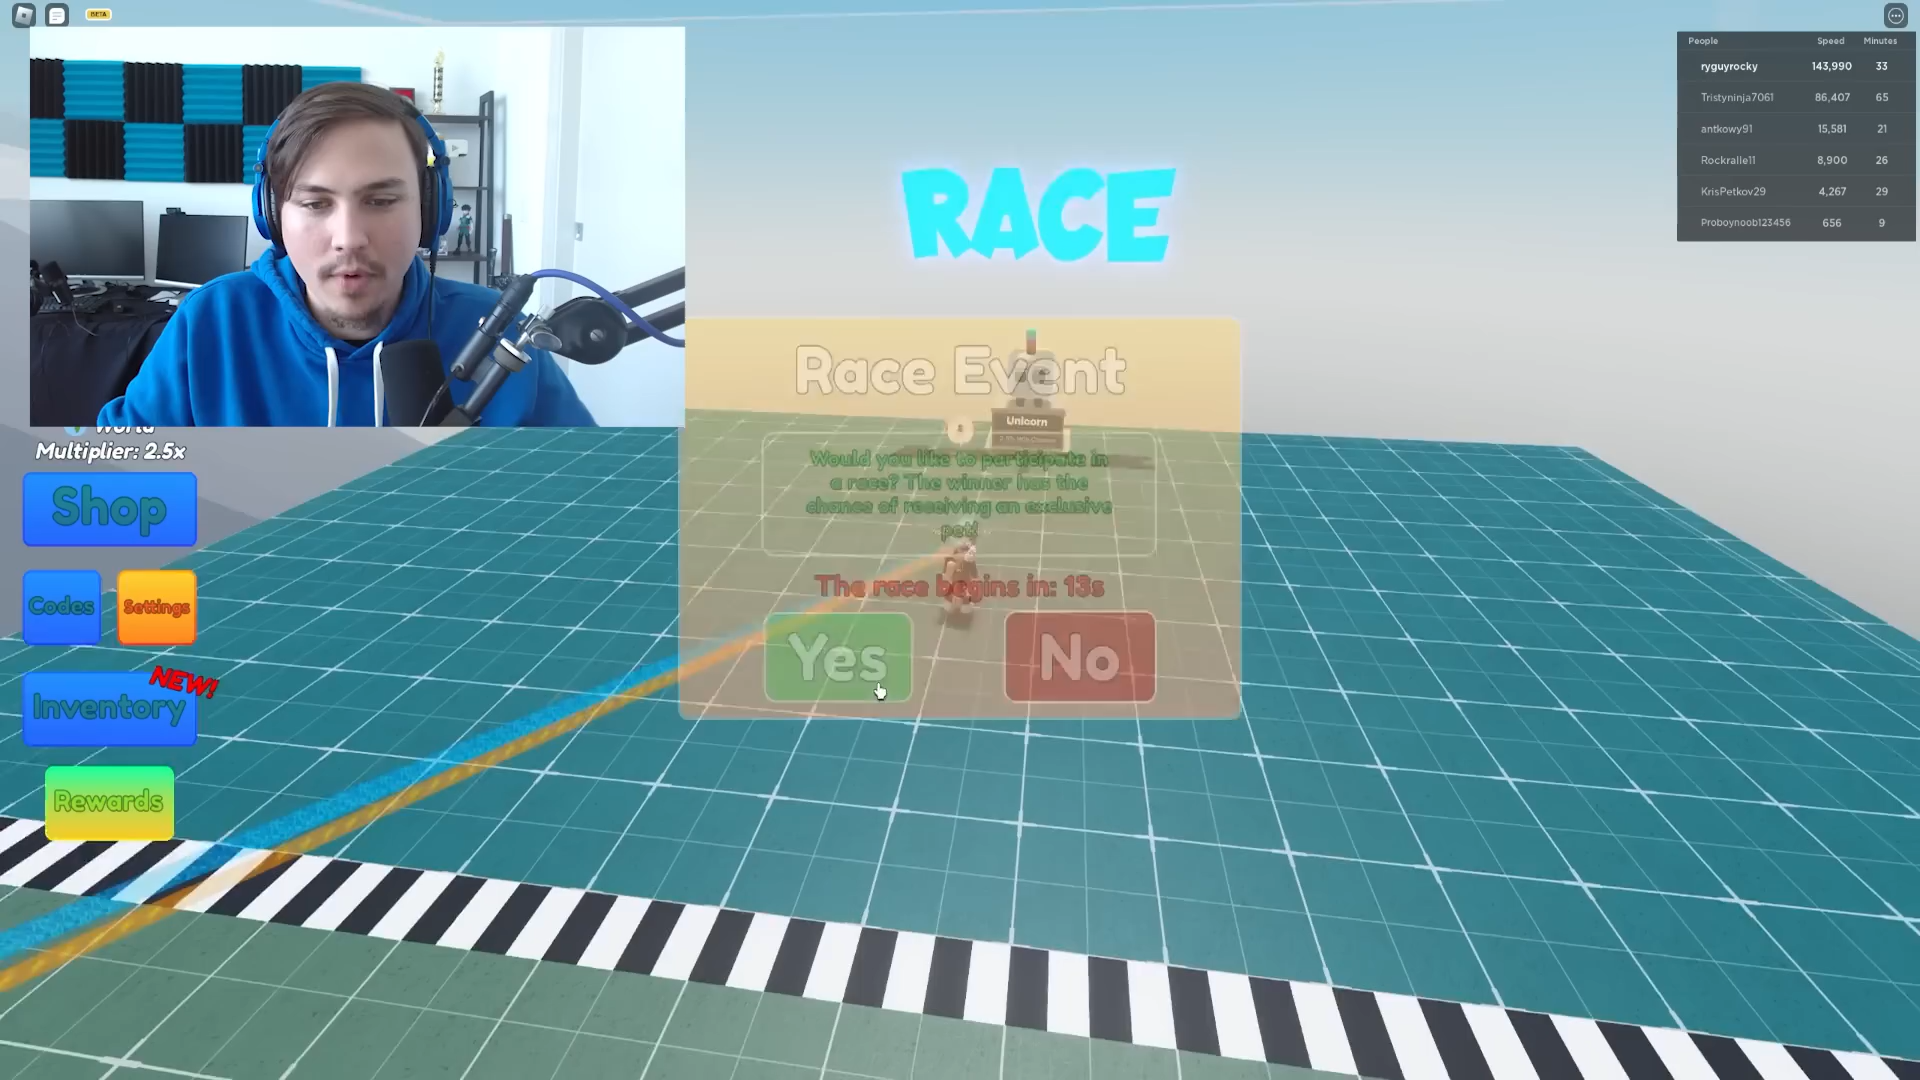 BETA
People Speed Minutes
ryguyrocky 143,990 33
Tristyninja7061 86,407 65
antkowy91 15,581 21
Rockralle11 8,900 26
KrisPetkov29 4,267 29
Proboynoob123456 656 9
RACE
Race Event
Unicorn
Would you like to participate in
a race? The winner has the
chance of receiving an exclusive
pet!
The race begins in: 13s
Yes
No
World
Multiplier: 2.5x
Shop
Codes
Settings
NEW!
Inventory
Rewards